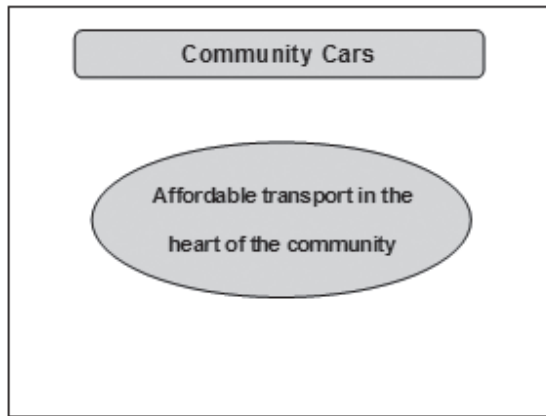 Community Cars
Affordable transport in the
heart of the community